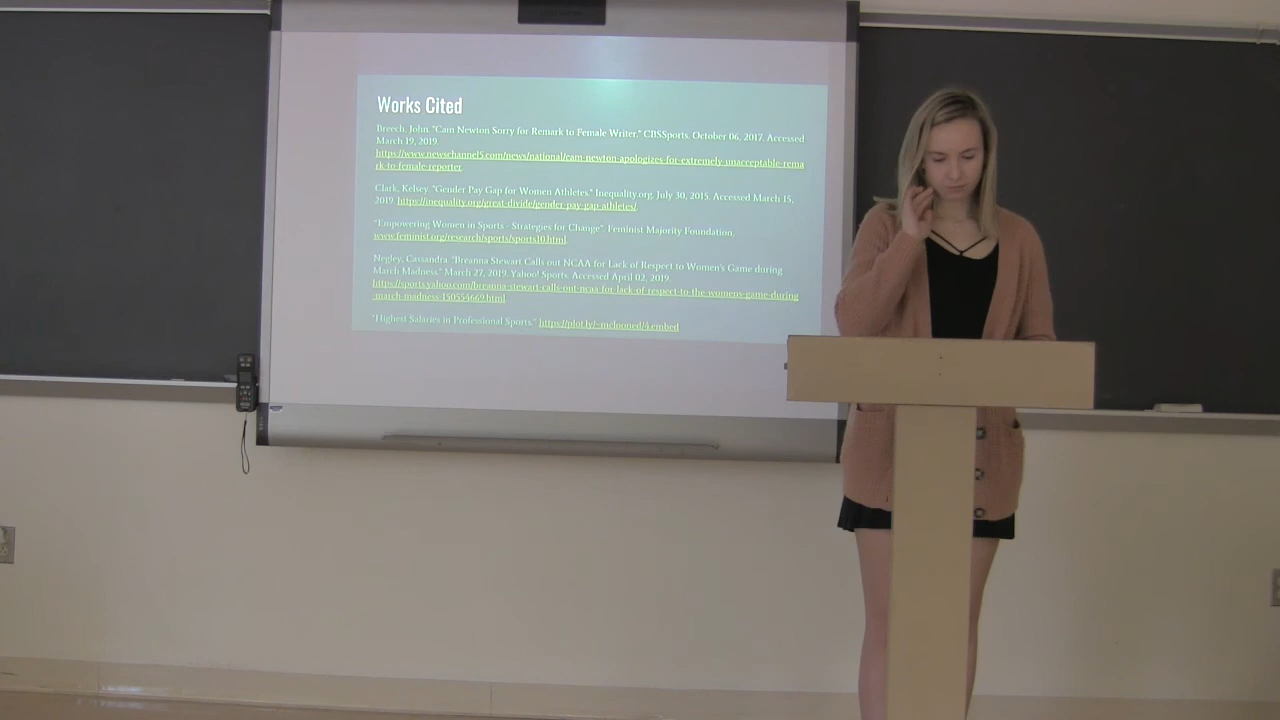 Works Cited
Breech, John. "Cam Newton Sorry for Remark to Female Writer." CBSSports. October 06, 2017. Accessed
March 19, 2019.
https://www.newschannel5.com/news/national/cam-newton-apologizes-for-extremely-unacceptable-rema
rk-to-female-reporter
Clark, Kelsey. "Gender Pay Gap for Women Athletes." Inequality.org. July 30, 2015. Accessed March 15,
2019. https://inequality.org/great-divide/gender-pay-gap-athletes/.
"Empowering Women in Sports - Strategies for Change". Feminist Majority Foundation,
www.feminist.org/research/sports/sports10.html.
Negley, Cassandra. "Breanna Stewart Calls out NCAA for Lack of Respect to Women's Game during
March Madness." March 27, 2019. Yahoo! Sports. Accessed April 02, 2019.
https://sports.yahoo.com/breanna-stewart-calls-out-ncaa-for-lack-of-respect-to-the-womens-game-during
-march-madness-150554669.html
"Highest Salaries in Professional Sports." https://plot.ly/~mclooned/4.embed